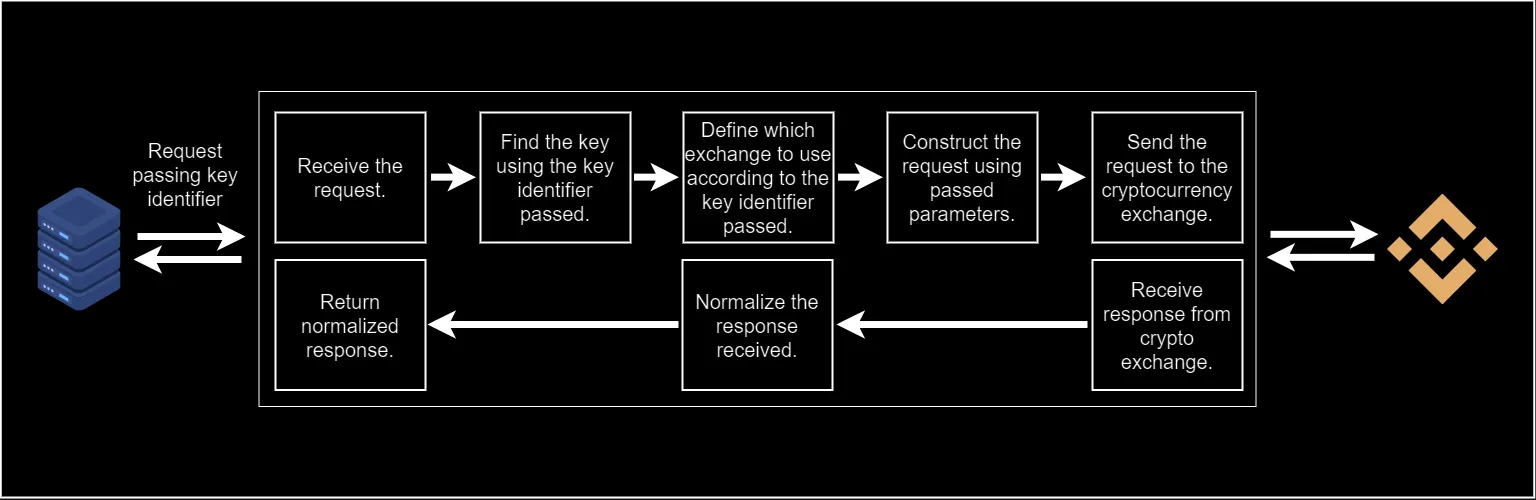 Request
passing key
identifier
Receive the
request.
Find the key
using the key
identifier
passed.
Define which
exchange to use
according to the
key identifier
passed.
Construct the
request using
passed
parameters.
Send the
request to the
cryptocurrency
exchange.
Return
normalized
response.
Normalize the
response
received.
Receive
response from
crypto
exchange.